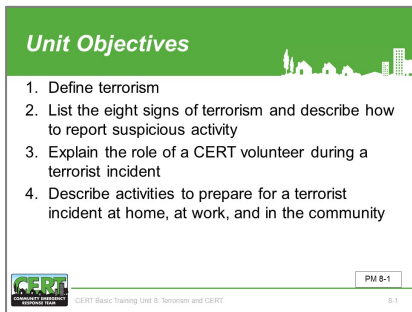 Unit Objectives
1. Define terrorism
2. List the eight signs of terrorism and describe how
to report suspicious activity
3. Explain the role of a CERT volunteer during a
terrorist incident
4. Describe activities to prepare for a terrorist
incident at home, at work, and in the community
PM 8-1
CERT
COMMUNITY EMERGENCY
RESPONSE TEAM
CERT Basic Training Unit 8: Terrorism and CERT
8-1